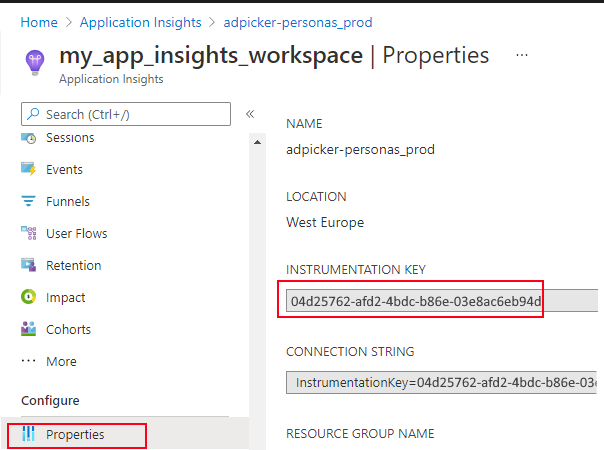 Home > Application Insights > adpicker-personas_prod
my_app_insights_workspace | Properties ...
Application Insights
Search (Ctrl+/)
«
Sessions
Events
Funnels
User Flows
Retention
Impact
Cohorts
... More
Configure
Properties
NAME
adpicker-personas_prod
LOCATION
West Europe
INSTRUMENTATION KEY
04d25762-afd2-4bdc-b86e-03e8ac6eb94d
CONNECTION STRING
InstrumentationKey=04d25762-afd2-4bdc-b86e-03e
RESOURCE GROUP NAME